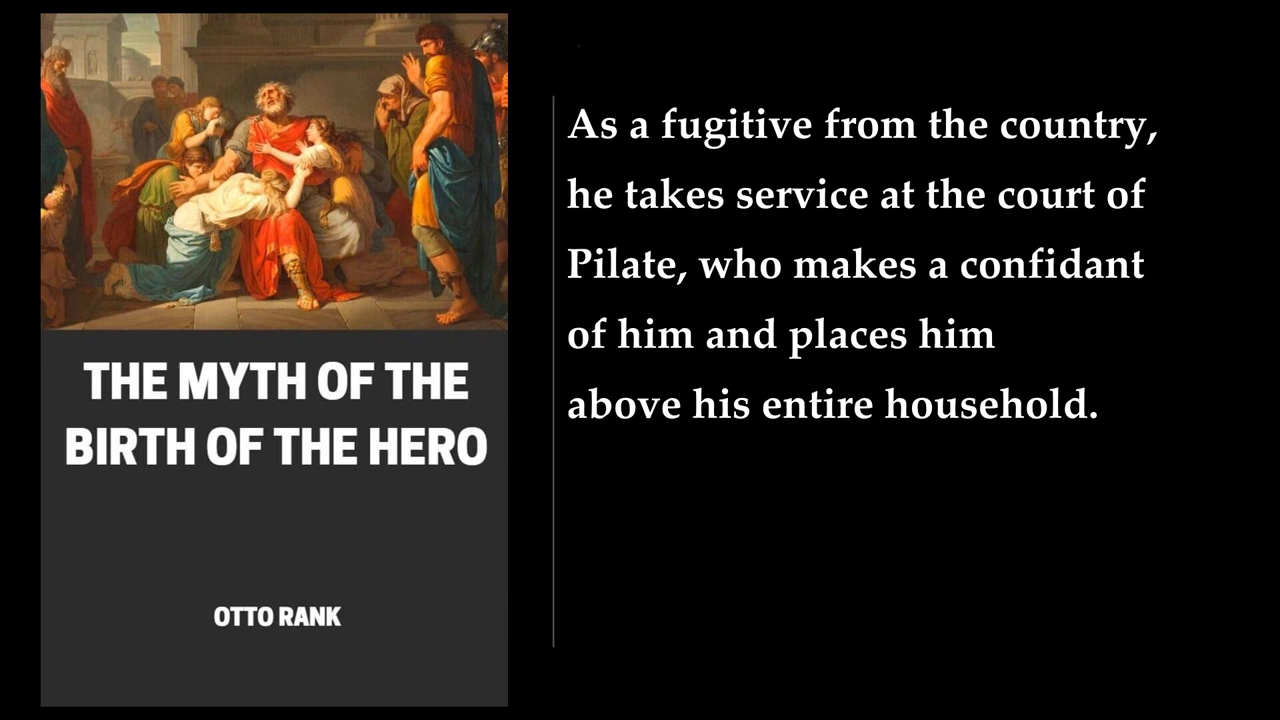 THE MYTH OF THE
BIRTH OF THE HERO
OTTO RANK
As a fugitive from the country,
he takes service at the court of
Pilate, who makes a confidant
of him and places him
above his entire household.